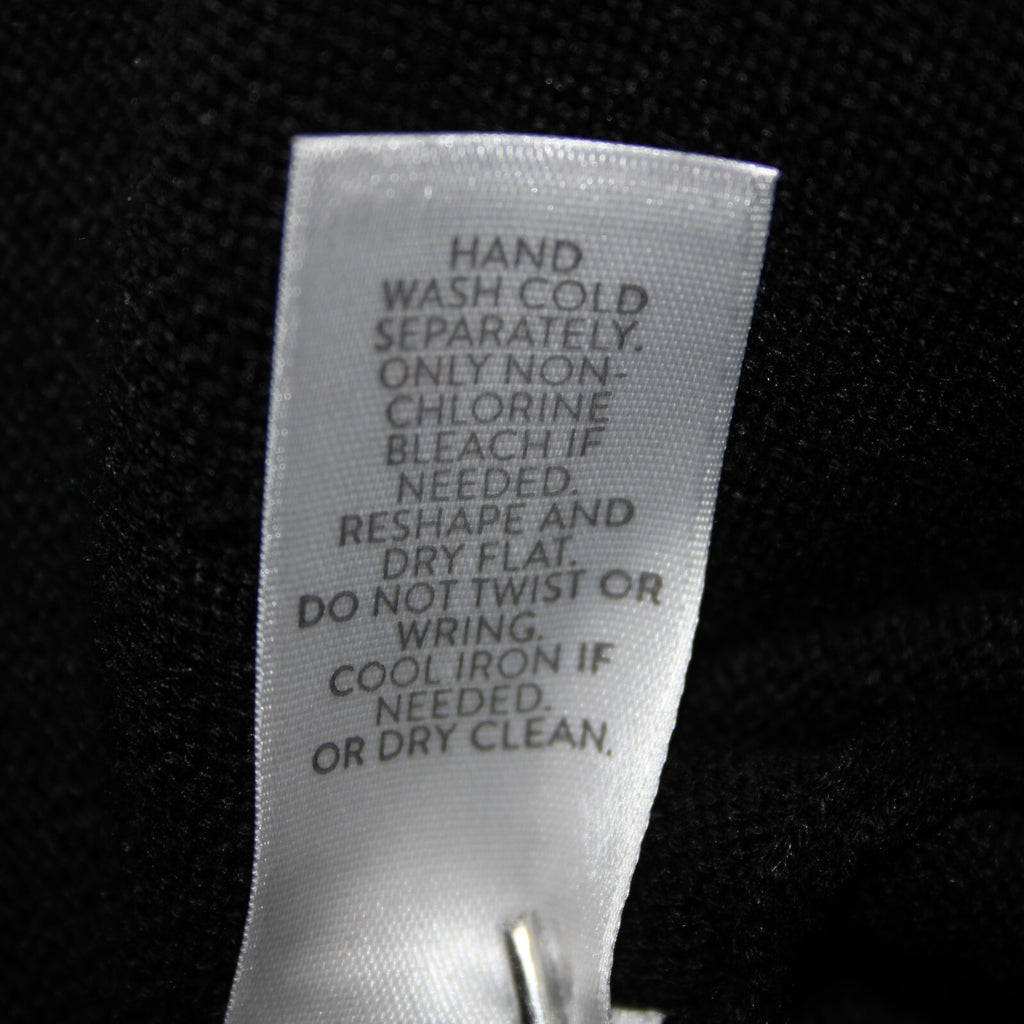 HAND
WASH COLD
SEPARATELY.
ONLY NON-
CHLORINE
BLEACH IF
NEEDED.
RESHAPE AND
DRY FLAT.
DO NOT TWIST OR
WRING.
COOL IRON IF
NEEDED.
OR DRY CLEAN.